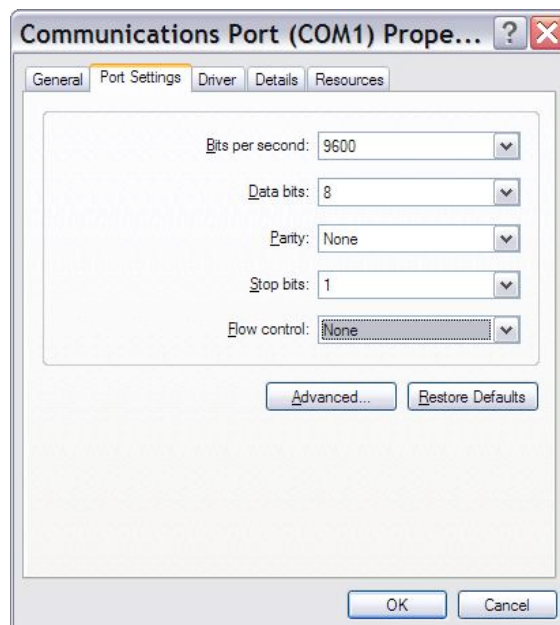 Communications Port (COM1) Prope... ?
General Port Settings Driver Details Resources
Bits per second: 9600
Data bits: 8
Parity: None
Stop bits: 1
Flow control: None
Advanced... Restore Defaults
OK Cancel